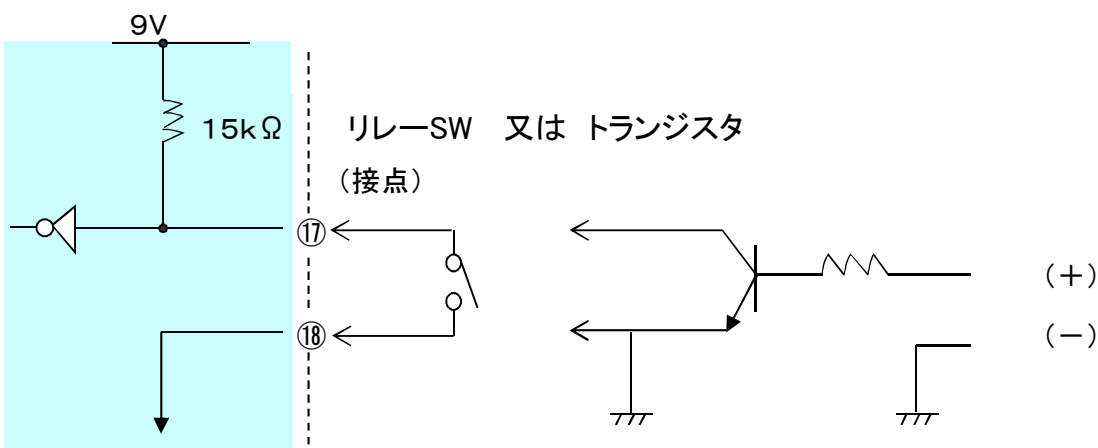 9V
15kΩ
リレーSW 又は トランジスタ
（接点）
⑰
（＋）
⑱
（－）